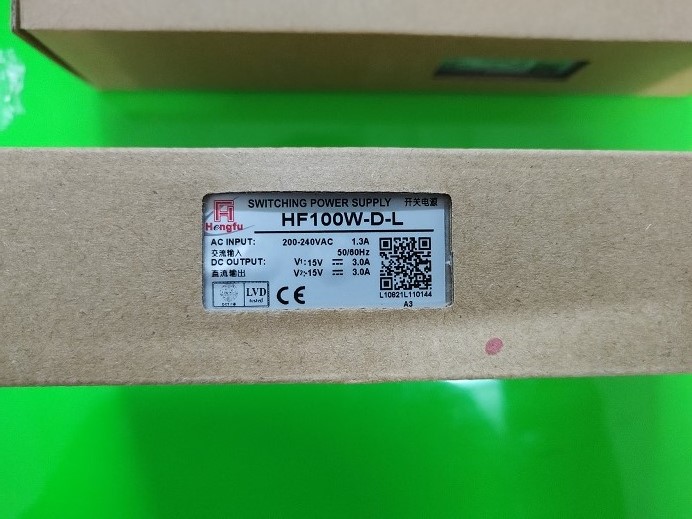 SWITCHING POWER SUPPLY 开关电源
Hengfu
HF100W-D-L
AC INPUT: 200-240VAC 1.3A
交流输入 50/60Hz
DC OUTPUT: V1:15V ⎓ 3.0A
直流输出 V2:-15V ⎓ 3.0A
LVD
tested
CE
L10821L110144
A3